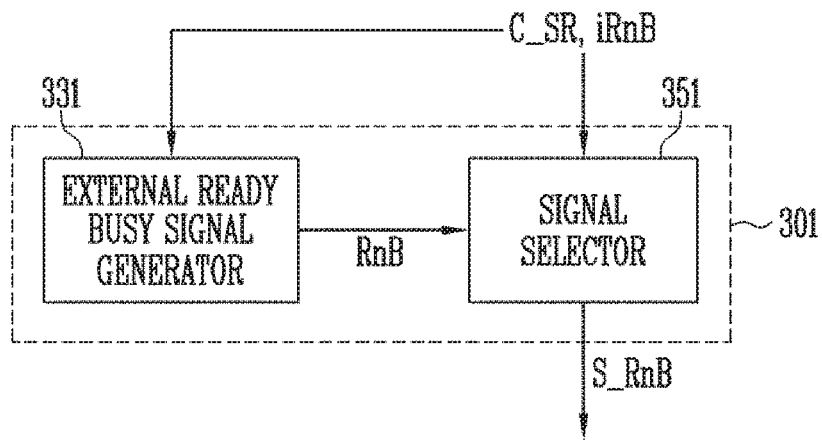 C_SR, iRnB
331
351
EXTERNAL READY
BUSY SIGNAL
GENERATOR
RnB
SIGNAL
SELECTOR
301
S_RnB